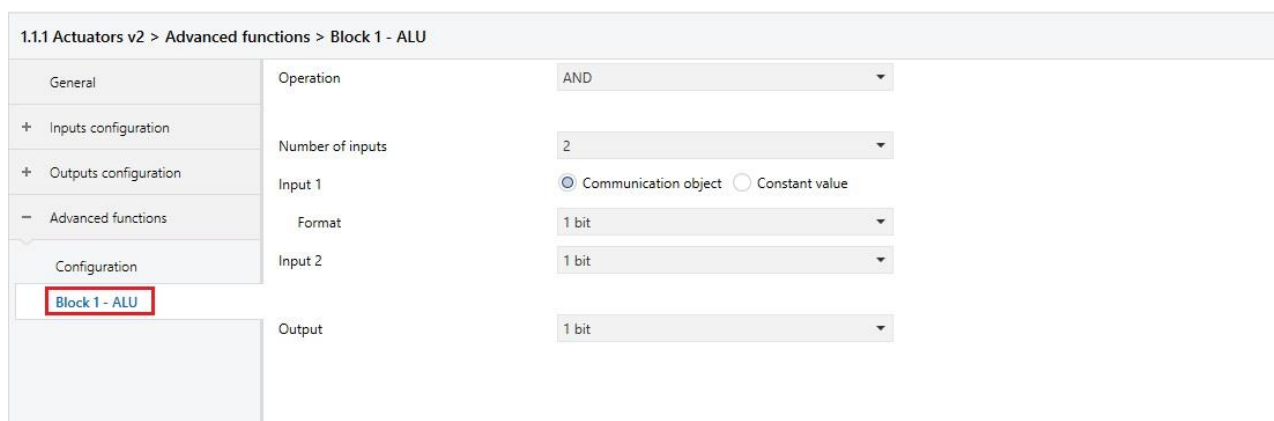 1.1.1 Actuators v2 > Advanced functions > Block 1 - ALU
General
+ Inputs configuration
+ Outputs configuration
− Advanced functions
Configuration
Block 1 - ALU
Operation AND
Number of inputs 2
Input 1 Communication object Constant value
Format 1 bit
Input 2 1 bit
Output 1 bit